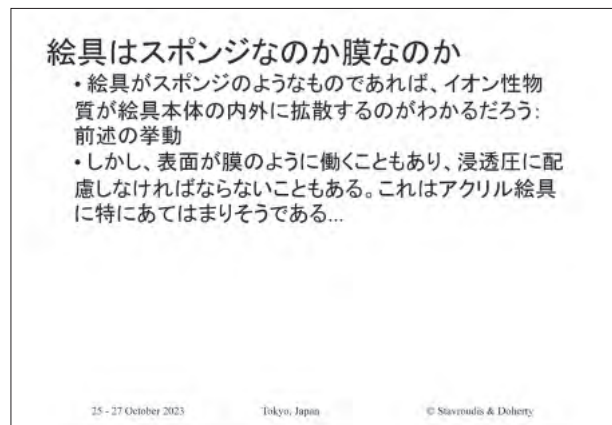 絵具はスポンジなのか膜なのか
• 絵具がスポンジのようなものであれば、イオン性物
質が絵具本体の内外に拡散するのがわかるだろう:
前述の挙動
• しかし、表面が膜のように働くこともあり、浸透圧に配
慮しなければならないこともある。これはアクリル絵具
に特にあてはまりそうである...
25 - 27 October 2023 Tokyo, Japan © Stavroudis & Doherty